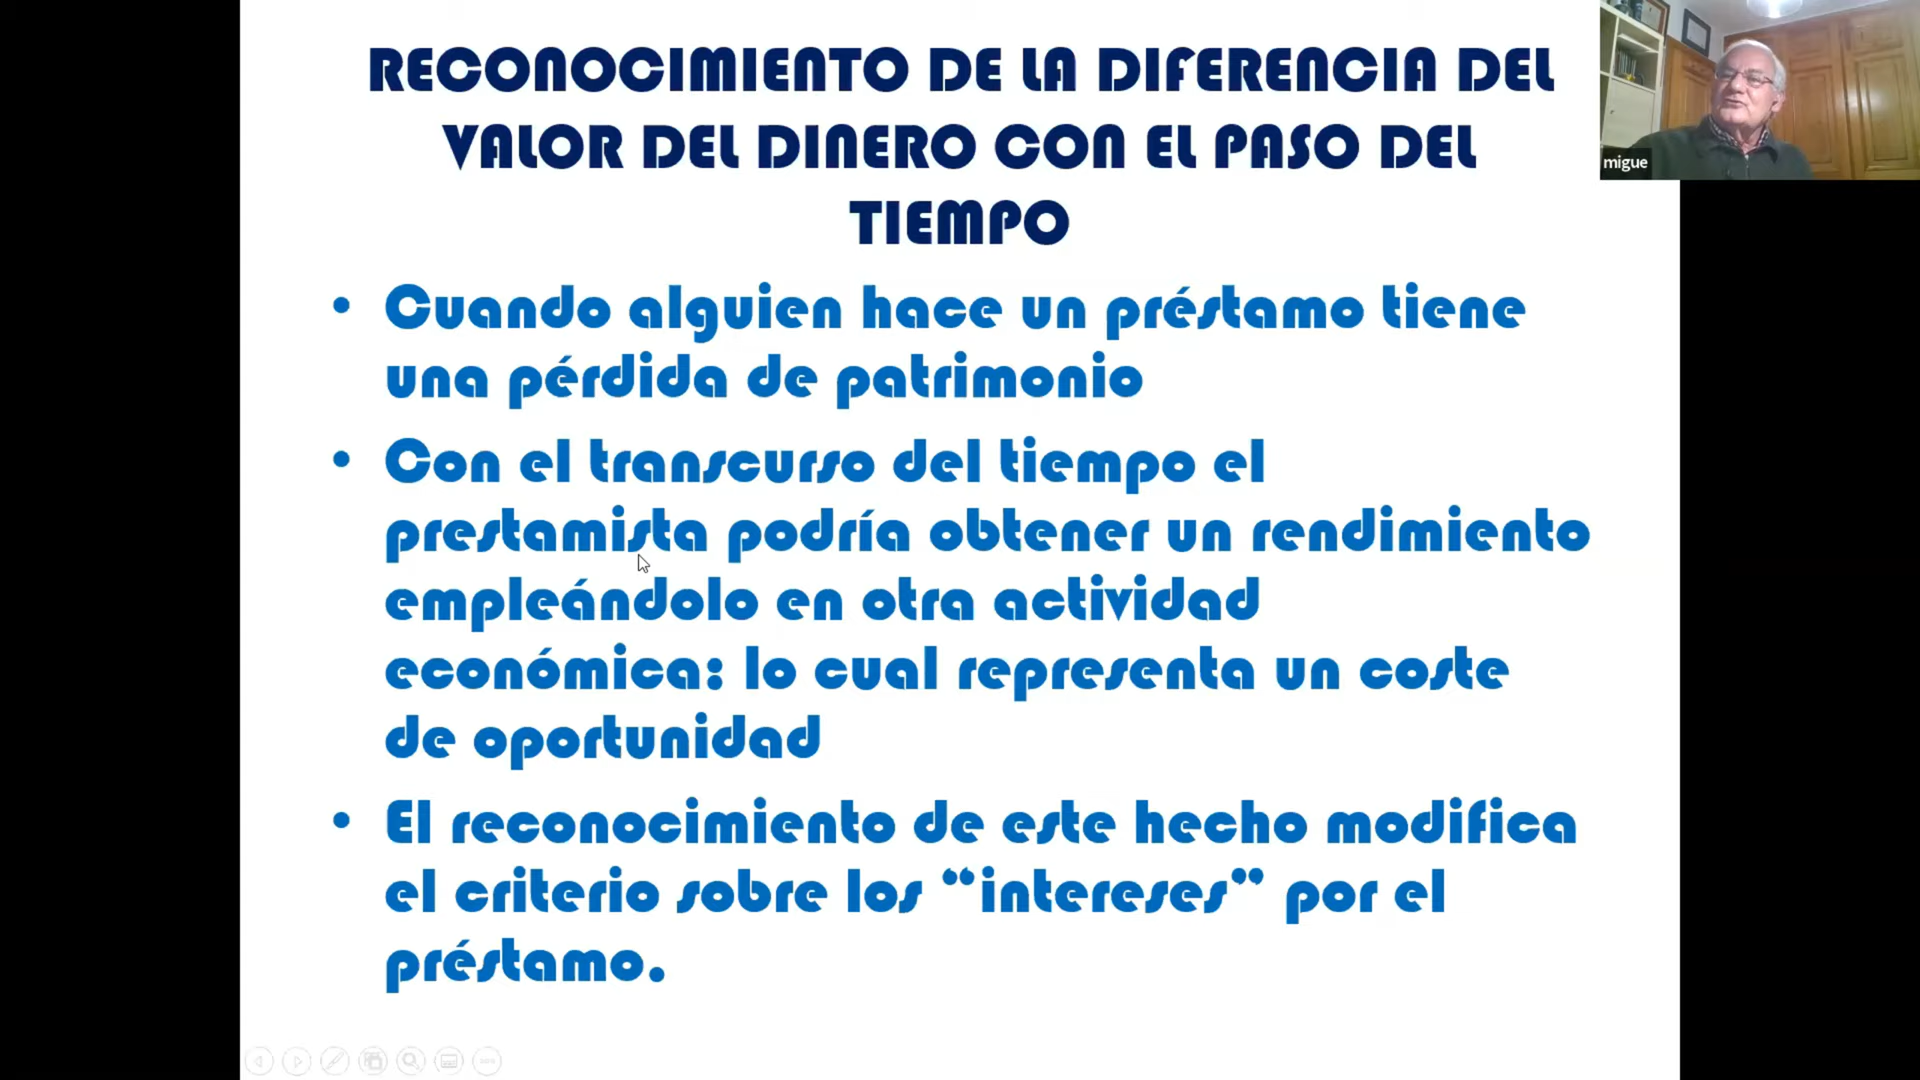 RECONOCIMIENTO DE LA DIFERENCIA DEL
VALOR DEL DINERO CON EL PASO DEL
TIEMPO
• Cuando alguien hace un préstamo tiene
una pérdida de patrimonio
• Con el transcurso del tiempo el
prestamista podría obtener un rendimiento
empleándolo en otra actividad
económica: lo cual representa un coste
de oportunidad
• El reconocimiento de este hecho modifica
el criterio sobre los “intereses” por el
préstamo.
migue